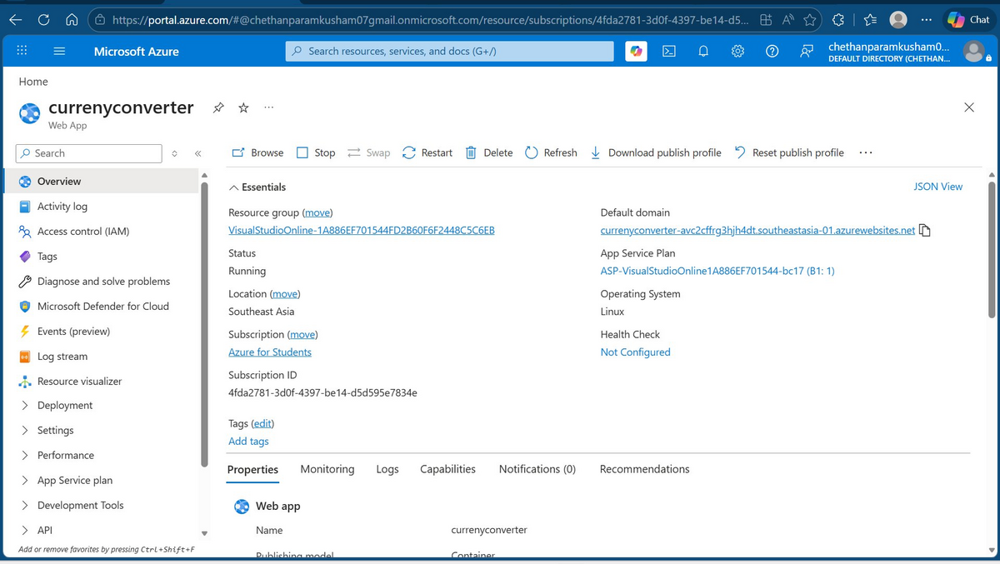 https://portal.azure.com/#@chethanparamkusham07gmail.onmicrosoft.com/resource/subscriptions/4fda2781-3d0f-4397-be14-d5...
Chat
Microsoft Azure
Search resources, services, and docs (G+/)
chethanparamkusham0...
DEFAULT DIRECTORY (CHETHAN...
Home
currenyconverter
Web App
Search
Browse Stop Swap Restart Delete Refresh Download publish profile Reset publish profile
Overview
Activity log
Access control (IAM)
Tags
Diagnose and solve problems
Microsoft Defender for Cloud
Events (preview)
Log stream
Resource visualizer
Deployment
Settings
Performance
App Service plan
Development Tools
API
Add or remove favorites by pressing Ctrl+Shift+F
Essentials
JSON View
Resource group (move)
VisualStudioOnline-1A886EF701544FD2B60F6F2448C5C6EB
Status
Running
Location (move)
Southeast Asia
Subscription (move)
Azure for Students
Subscription ID
4fda2781-3d0f-4397-be14-d5d595e7834e
Default domain
currenyconverter-avc2cffrg3hjh4dt.southeastasia-01.azurewebsites.net
App Service Plan
ASP-VisualStudioOnline1A886EF701544-bc17 (B1: 1)
Operating System
Linux
Health Check
Not Configured
Tags (edit)
Add tags
Properties Monitoring Logs Capabilities Notifications (0) Recommendations
Web app
Name currenyconverter
Publishing model Container